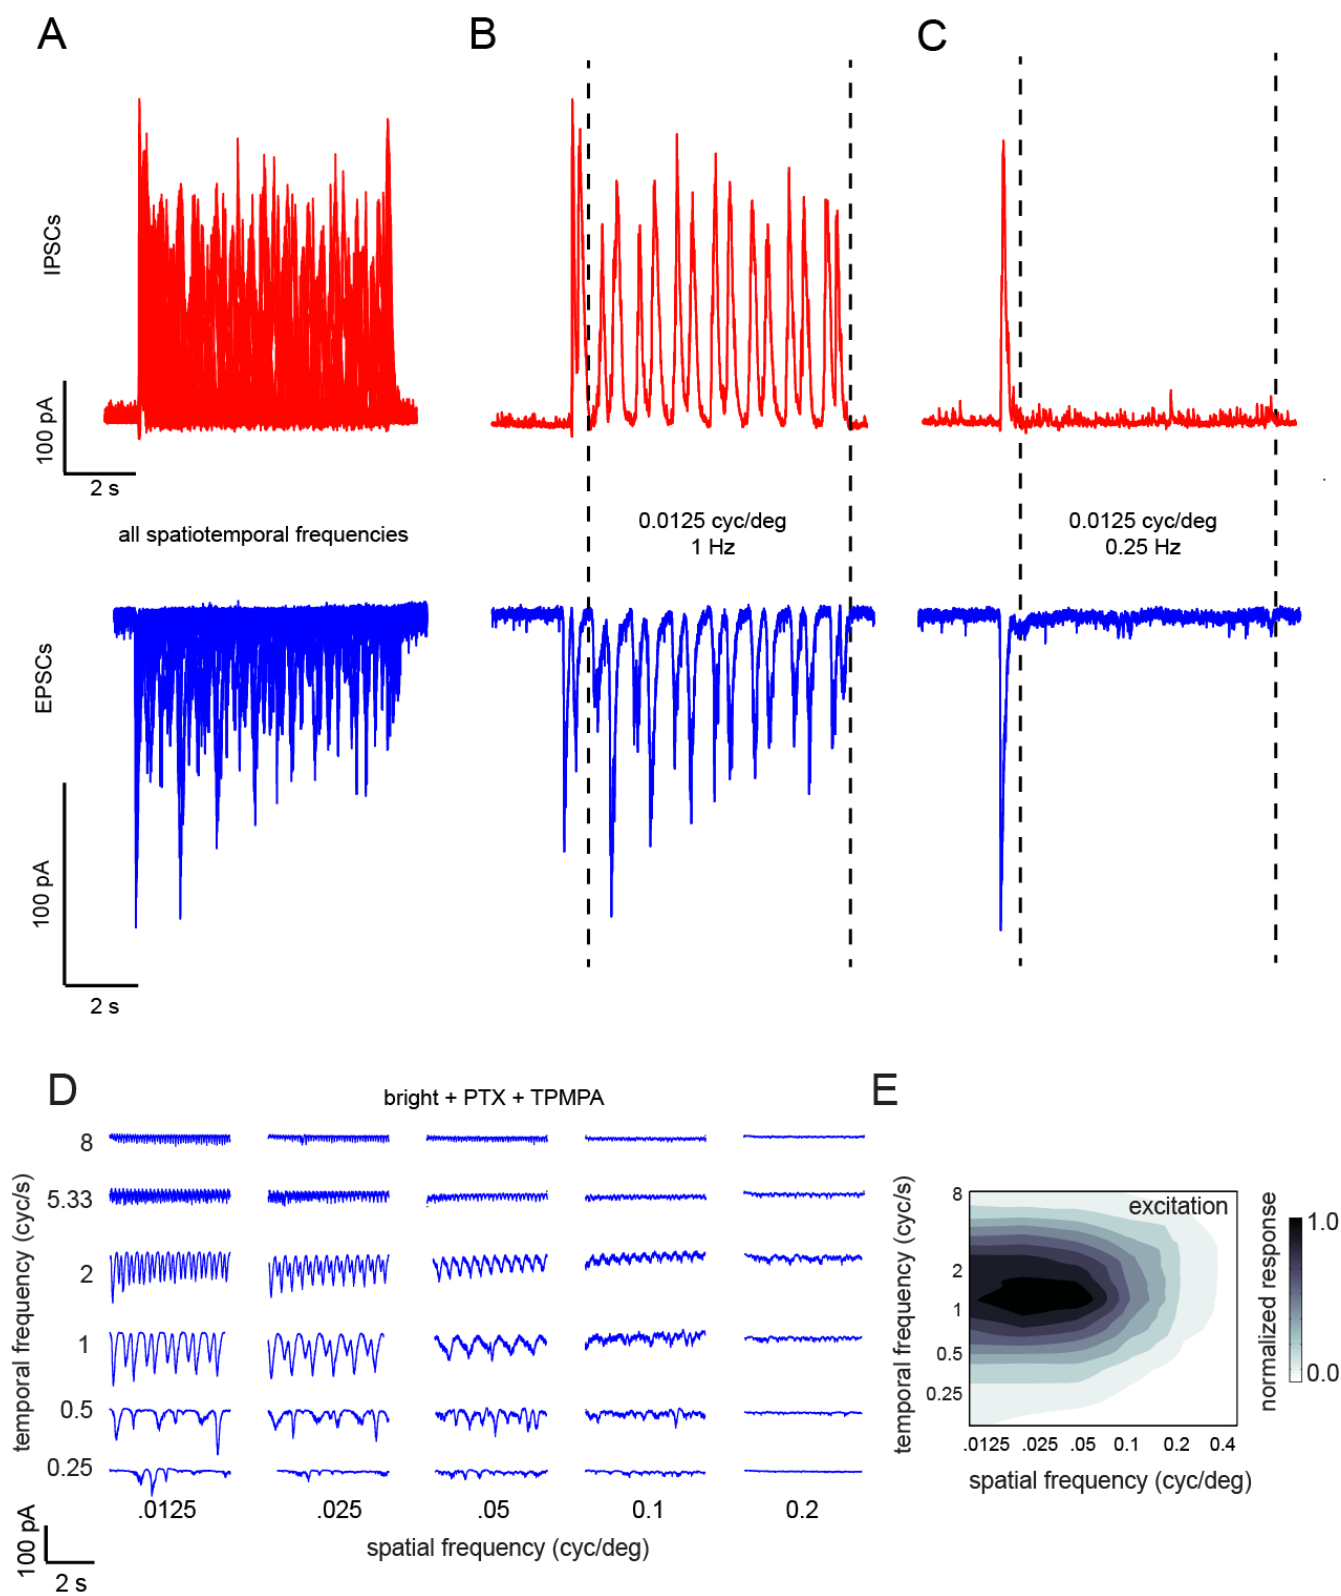 A
B
C
IPSCs
100 pA
2 s
all spatiotemporal frequencies
0.0125 cyc/deg
1 Hz
0.0125 cyc/deg
0.25 Hz
EPSCs
100 pA
2 s
D
bright + PTX + TPMPA
temporal frequency (cyc/s)
8
5.33
2
1
0.5
0.25
.0125
.025
.05
0.1
0.2
spatial frequency (cyc/deg)
100 pA
2 s
E
temporal frequency (cyc/s)
8
2
1
0.5
0.25
excitation
.0125
.025
.05
0.1
0.2
0.4
spatial frequency (cyc/deg)
normalized response
1.0
0.0